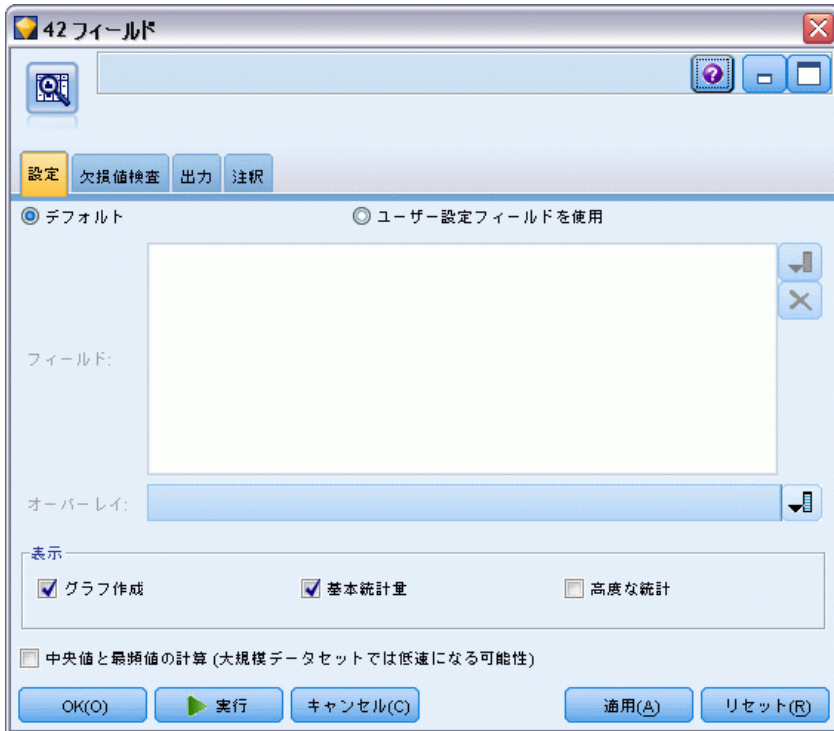 42 フィールド
設定 欠損値検査 出力 注釈
デフォルト ユーザー設定フィールドを使用
フィールド:
オーバーレイ:
表示
グラフ作成 基本統計量 高度な統計
中央値と最頻値の計算 (大規模データセットでは低速になる可能性)
OK(O) 実行 キャンセル(C) 適用(A) リセット(R)